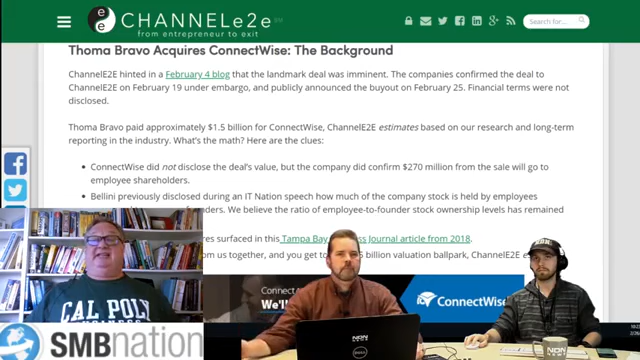 CHANNELe2e
from entrepreneur to exit
Search for...
Thoma Bravo Acquires ConnectWise: The Background
ChannelE2E hinted in a February 4 blog that the landmark deal was imminent. The companies confirmed the deal to
ChannelE2E on February 19 under embargo, and publicly announced the buyout on February 25. Financial terms were not
disclosed.
Thoma Bravo paid approximately $1.5 billion for ConnectWise, ChannelE2E estimates based on our research and long-term
reporting in the industry. What's the math? Here are the clues:
ConnectWise did not disclose the deal's value, but the company did confirm $270 million from the sale will go to
employee shareholders.
Bellini previously disclosed during an IT Nation speech how much of the company stock is held by employees
We believe the ratio of employee-to-founder stock ownership levels has remained
surfaced in this Tampa Bay Journal article from 2018.
us together, and you get to
billion valuation ballpark, ChannelE2E
We'll
ConnectWise
CAL POLY
SMBnation
DELL